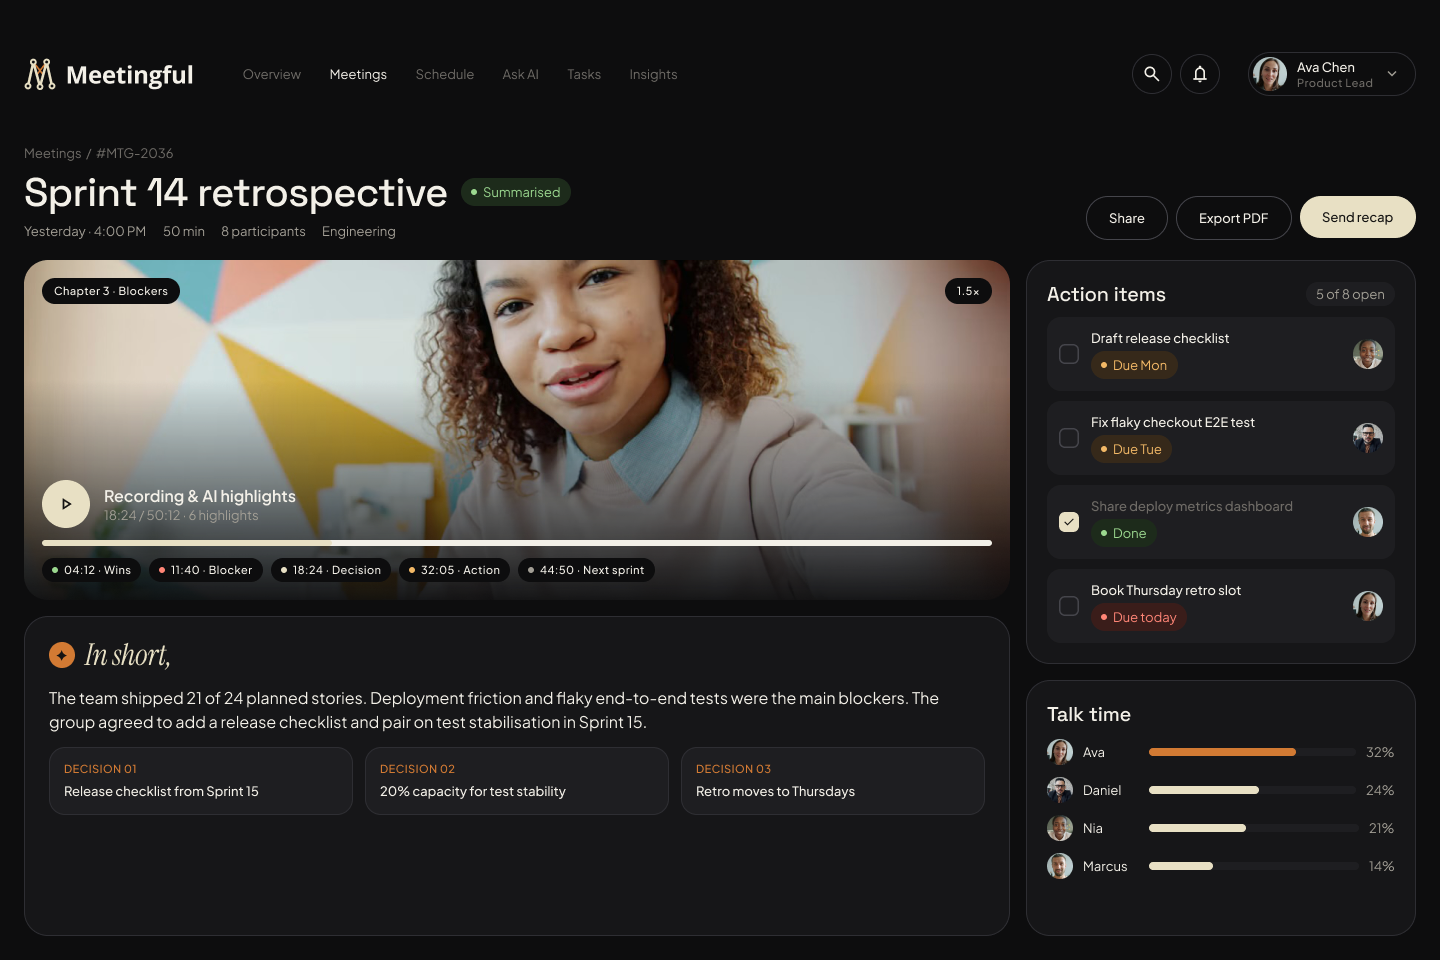 Meetingful
Overview
Meetings
Schedule
Ask AI
Tasks
Insights
Ava Chen
Product Lead
Meetings / #MTG-2036
Sprint 14 retrospective
Summarised
Yesterday · 4:00 PM
50 min
8 participants
Engineering
Share
Export PDF
Send recap
Chapter 3 · Blockers
1.5×
Recording & AI highlights
18:24 / 50:12 · 6 highlights
04:12 · Wins
11:40 · Blocker
18:24 · Decision
32:05 · Action
44:50 · Next sprint
In short,
The team shipped 21 of 24 planned stories. Deployment friction and flaky end-to-end tests were the main blockers. The
group agreed to add a release checklist and pair on test stabilisation in Sprint 15.
DECISION 01
Release checklist from Sprint 15
DECISION 02
20% capacity for test stability
DECISION 03
Retro moves to Thursdays
Action items
5 of 8 open
Draft release checklist
Due Mon
Fix flaky checkout E2E test
Due Tue
Share deploy metrics dashboard
Done
Book Thursday retro slot
Due today
Talk time
Ava
32%
Daniel
24%
Nia
21%
Marcus
14%